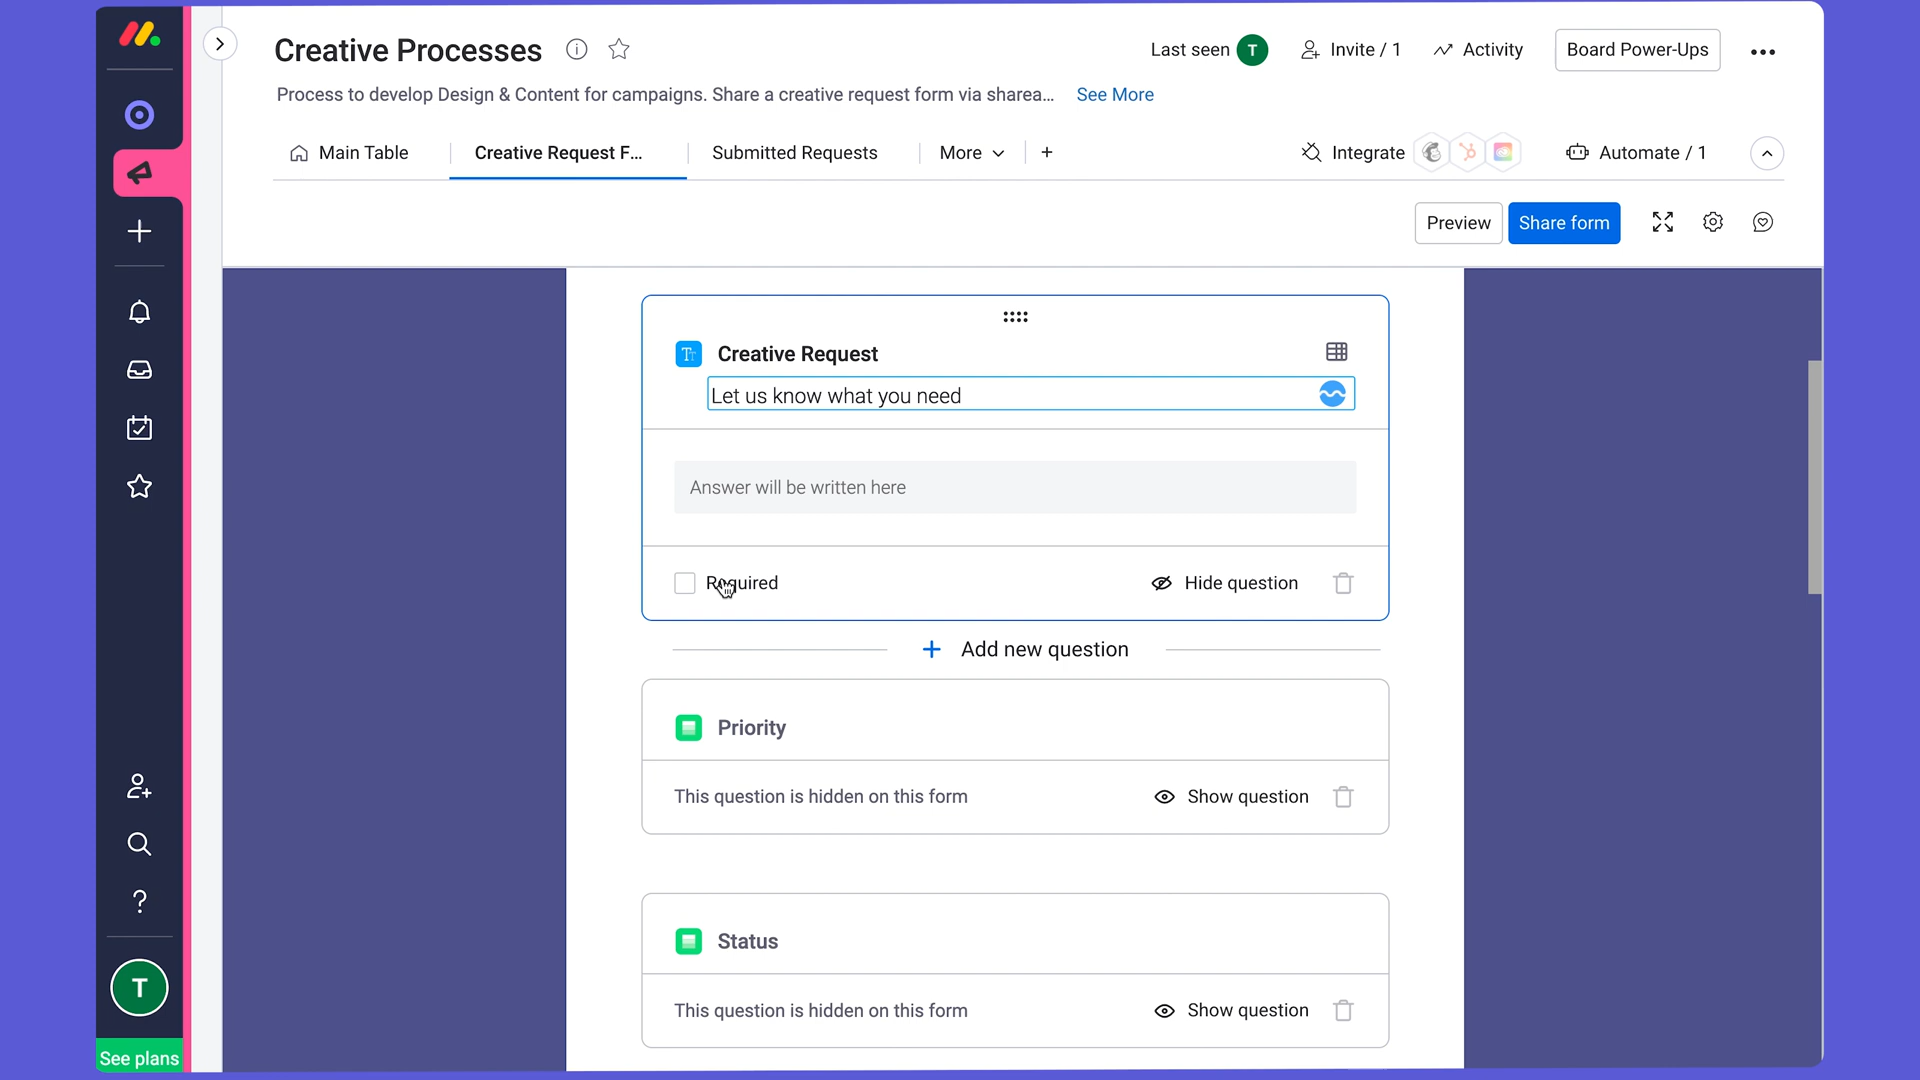 Creative Processes
Last seen T
Invite / 1
Activity
Board Power-Ups
Process to develop Design & Content for campaigns. Share a creative request form via sharea... See More
Main Table
Creative Request F...
Submitted Requests
More
Integrate
Automate / 1
Preview
Share form
Creative Request
Let us know what you need
Answer will be written here
Required
Hide question
Add new question
Priority
This question is hidden on this form
Show question
Status
This question is hidden on this form
Show question
T
See plans